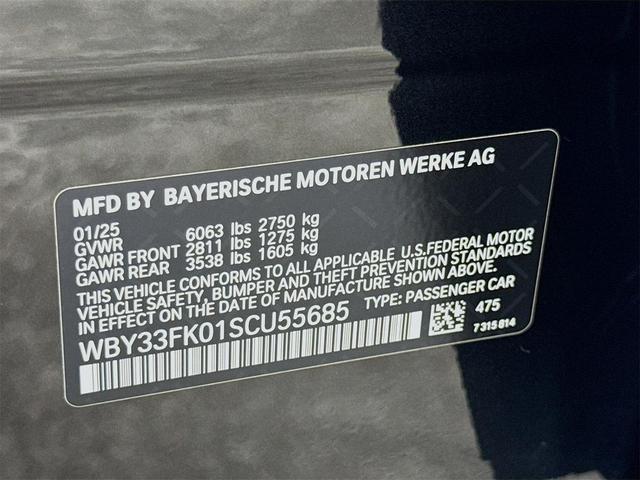 MFD BY BAYERISCHE MOTOREN WERKE AG
01/25 6063 lbs 2750 kg
GVWR 2811 lbs 1275 kg
GAWR FRONT 3538 lbs 1605 kg
GAWR REAR
THIS VEHICLE CONFORMS TO ALL APPLICABLE U.S.FEDERAL MOTOR
VEHICLE SAFETY, BUMPER AND THEFT PREVENTION STANDARDS
IN EFFECT ON THE DATE OF MANUFACTURE SHOWN ABOVE.
WBY33FK01SCU55685 TYPE: PASSENGER CAR
475
7315814